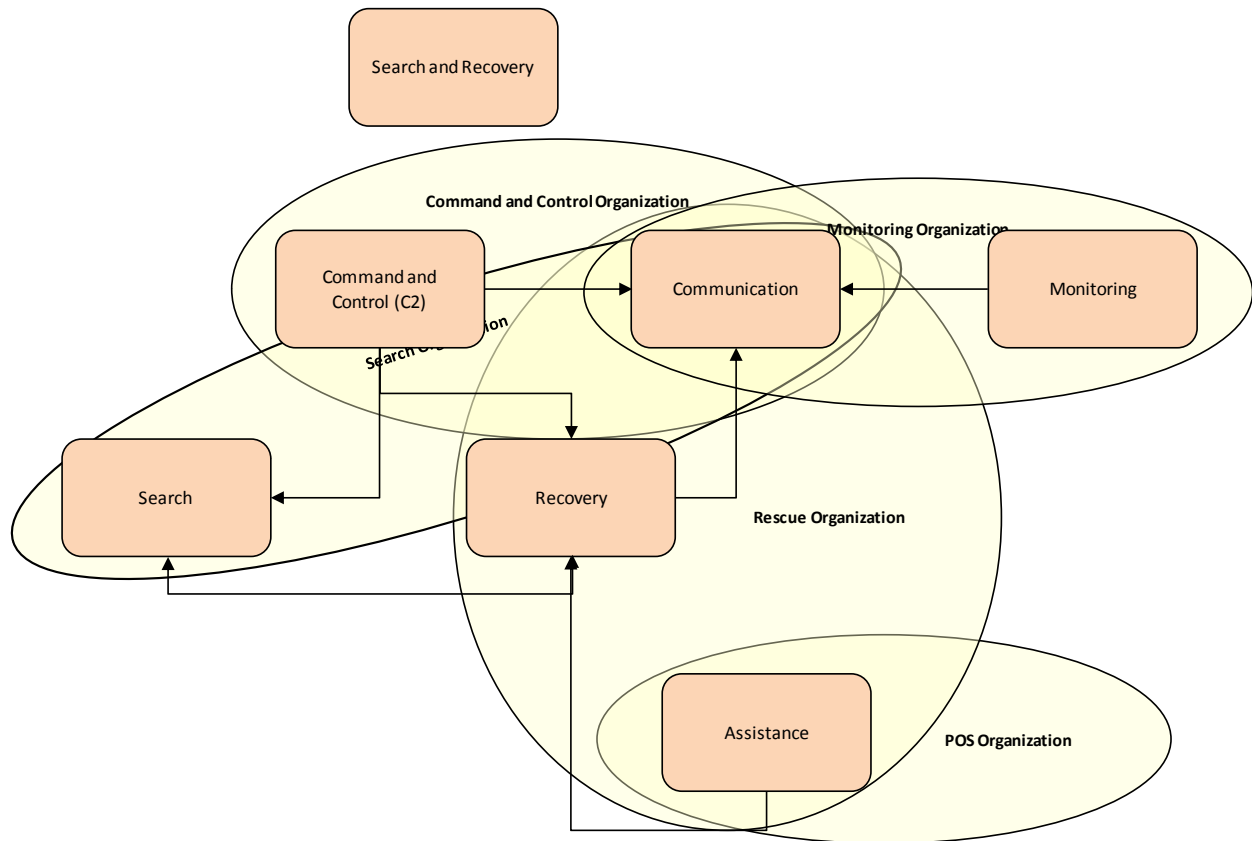 Search and Recovery
Command and Control Organization
Monitoring Organization
Command and
Control (C2)
Communication
Monitoring
Search
Search
Recovery
Rescue Organization
Assistance
POS Organization